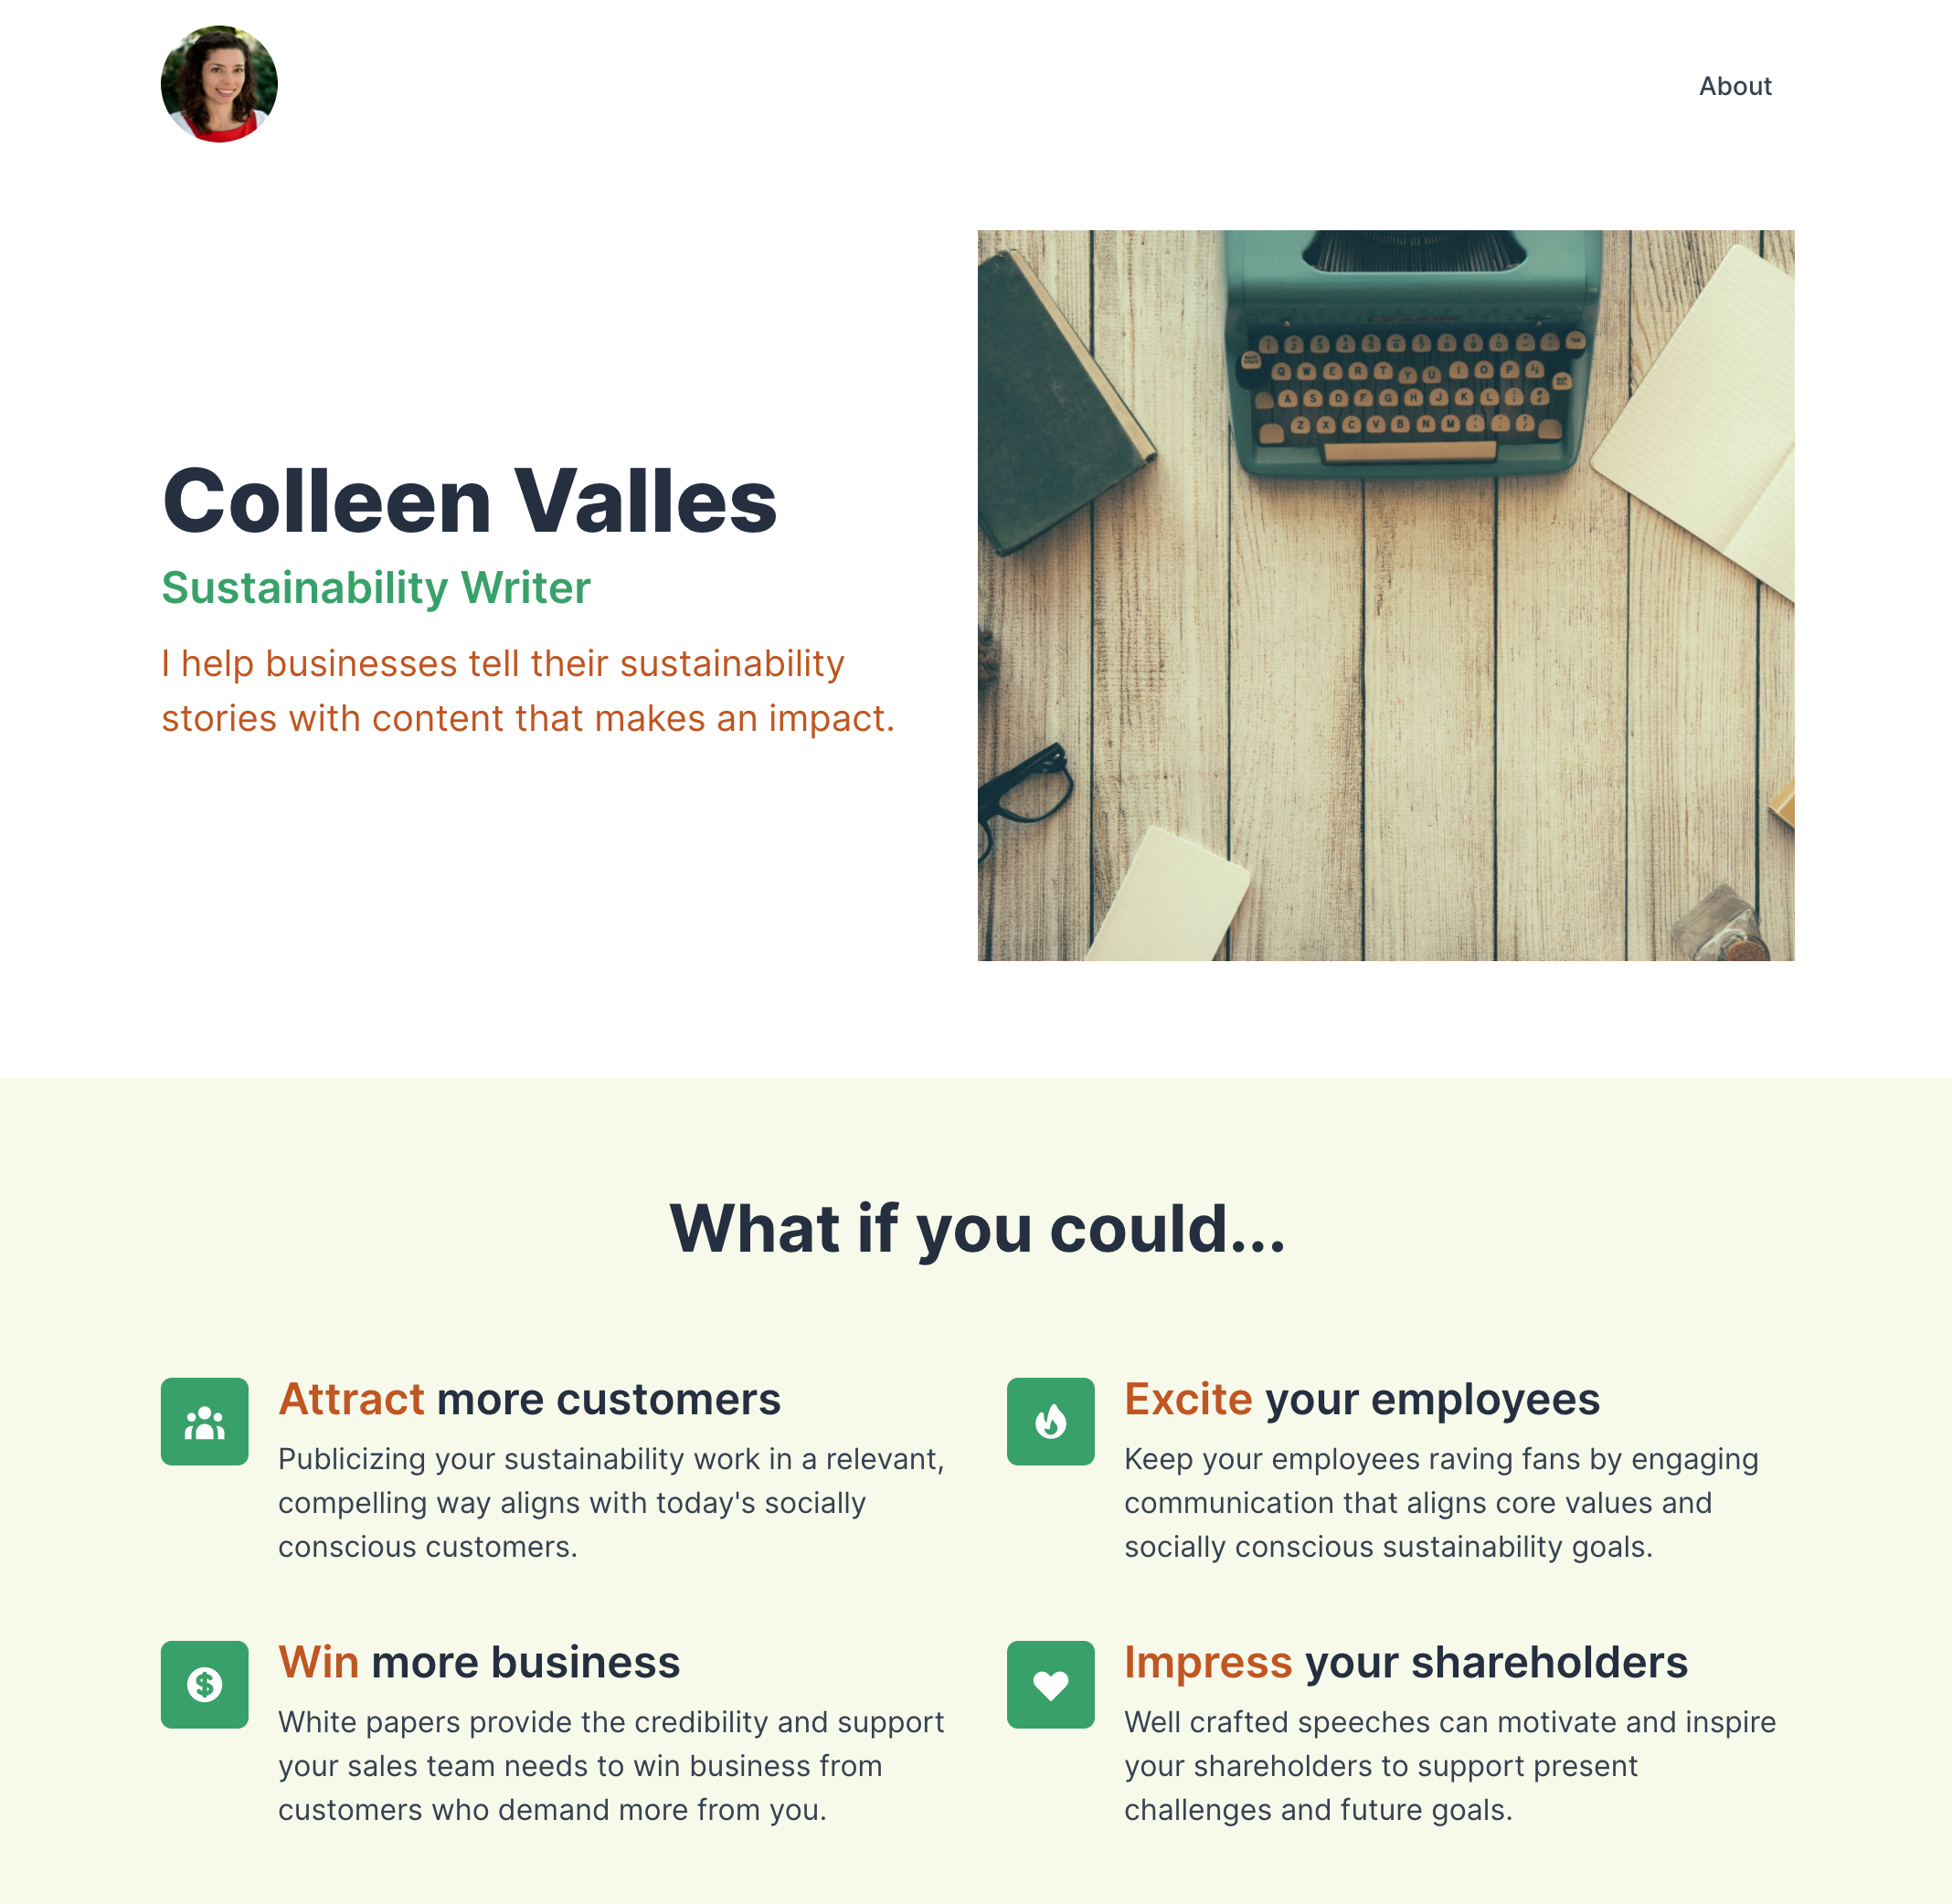 About
Colleen Valles
Sustainability Writer
I help businesses tell their sustainability
stories with content that makes an impact.
Q W E R T Y U I O P
A S D F G H J K L
Z X C V B N M
What if you could...
Attract more customers
Publicizing your sustainability work in a relevant,
compelling way aligns with today's socially
conscious customers.
Excite your employees
Keep your employees raving fans by engaging
communication that aligns core values and
socially conscious sustainability goals.
Win more business
White papers provide the credibility and support
your sales team needs to win business from
customers who demand more from you.
Impress your shareholders
Well crafted speeches can motivate and inspire
your shareholders to support present
challenges and future goals.